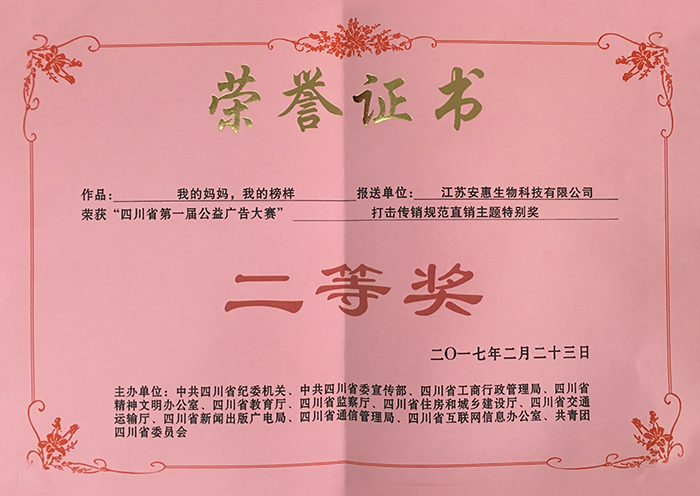 荣誉证书
作品： 我的妈妈，我的榜样 报送单位： 江苏安惠生物科技有限公司
荣获“四川省第一届公益广告大赛” 打击传销规范直销主题特别奖
二等奖
二〇一七年二月二十三日
主办单位：中共四川省纪委机关、中共四川省委宣传部、四川省工商行政管理局、四川省
精神文明办公室、四川省教育厅、四川省监察厅、四川省住房和城乡建设厅、四川省交通
运输厅、四川省新闻出版广电局、四川省通信管理局、四川省互联网信息办公室、共青团
四川省委员会